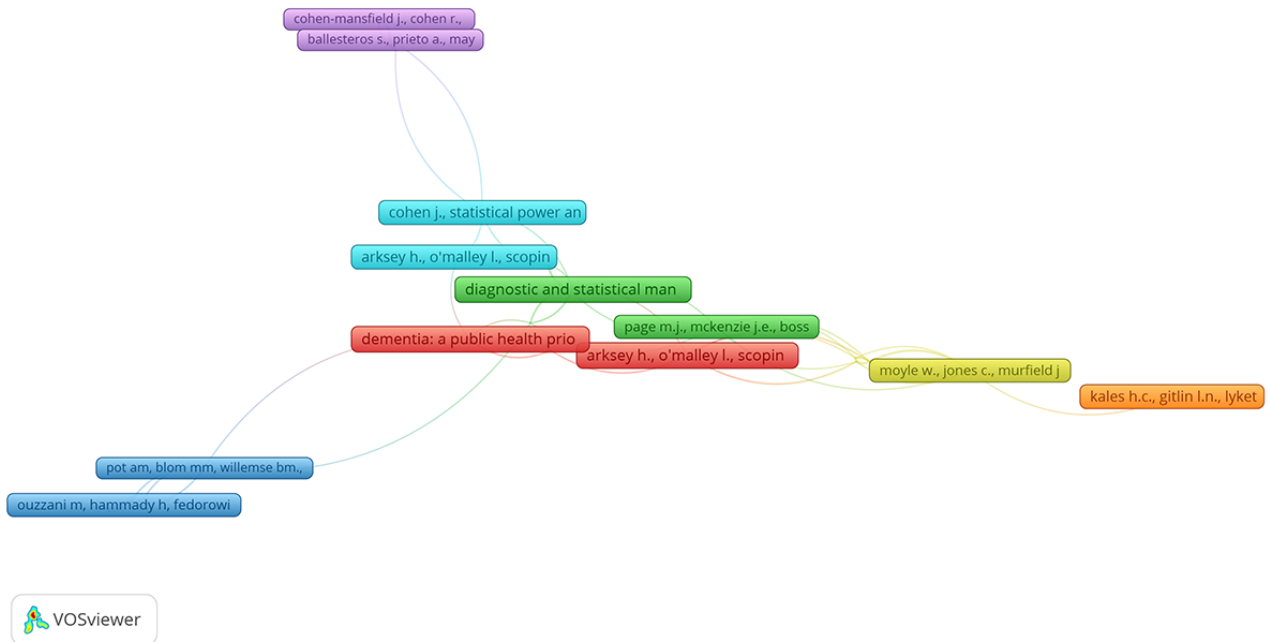 cohen-mansfield j., cohen r.,
ballesteros s., prieto a., may
cohen j., statistical power an
arksey h., o'malley l., scopin
diagnostic and statistical man
page m.j., mckenzie j.e., boss
dementia: a public health prio
arksey h., o'malley l., scopin
moyle w., jones c., murfield j
kales h.c., gitlin l.n., lyket
pot am, blom mm, willemse bm.,
ouzzani m, hammady h, fedorowi
VOSviewer